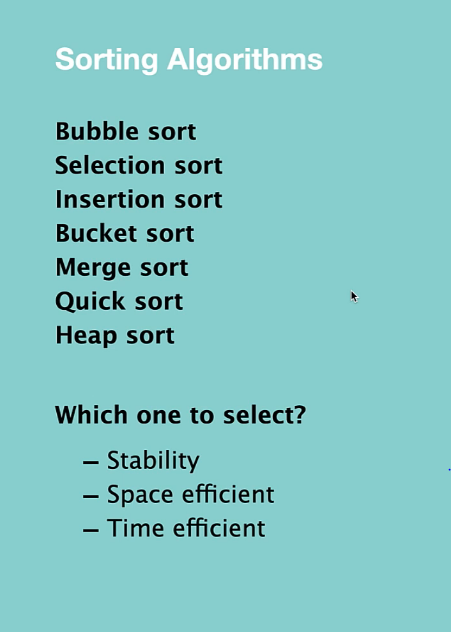 Sorting Algorithms
Bubble sort
Selection sort
Insertion sort
Bucket sort
Merge sort
Quick sort
Heap sort
Which one to select?
– Stability
– Space efficient
– Time efficient